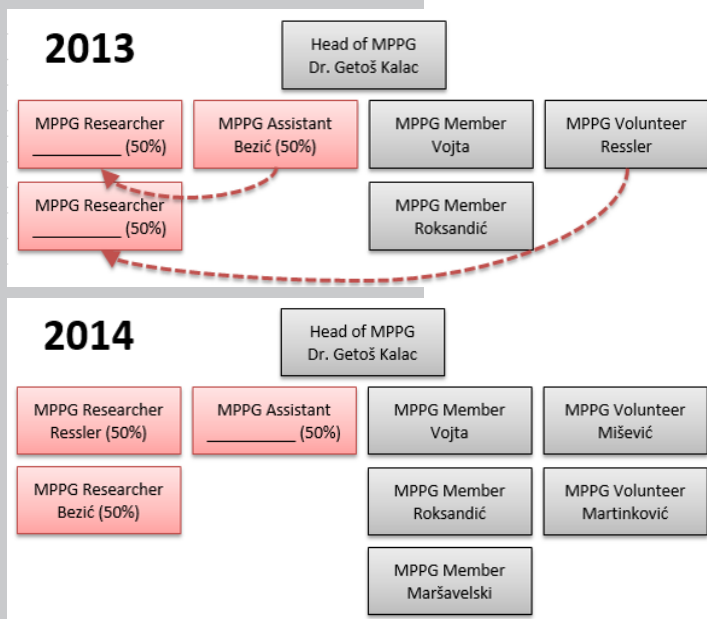 2013
Head of MPPG
Dr. Getoš Kalac
MPPG Researcher
__________ (50%)
MPPG Assistant
Bezić (50%)
MPPG Member
Vojta
MPPG Volunteer
Ressler
MPPG Researcher
__________ (50%)
MPPG Member
Roksandić
2014
Head of MPPG
Dr. Getoš Kalac
MPPG Researcher
Ressler (50%)
MPPG Assistant
__________ (50%)
MPPG Member
Vojta
MPPG Volunteer
Mišević
MPPG Researcher
Bezić (50%)
MPPG Member
Roksandić
MPPG Volunteer
Martinković
MPPG Member
Maršavelski